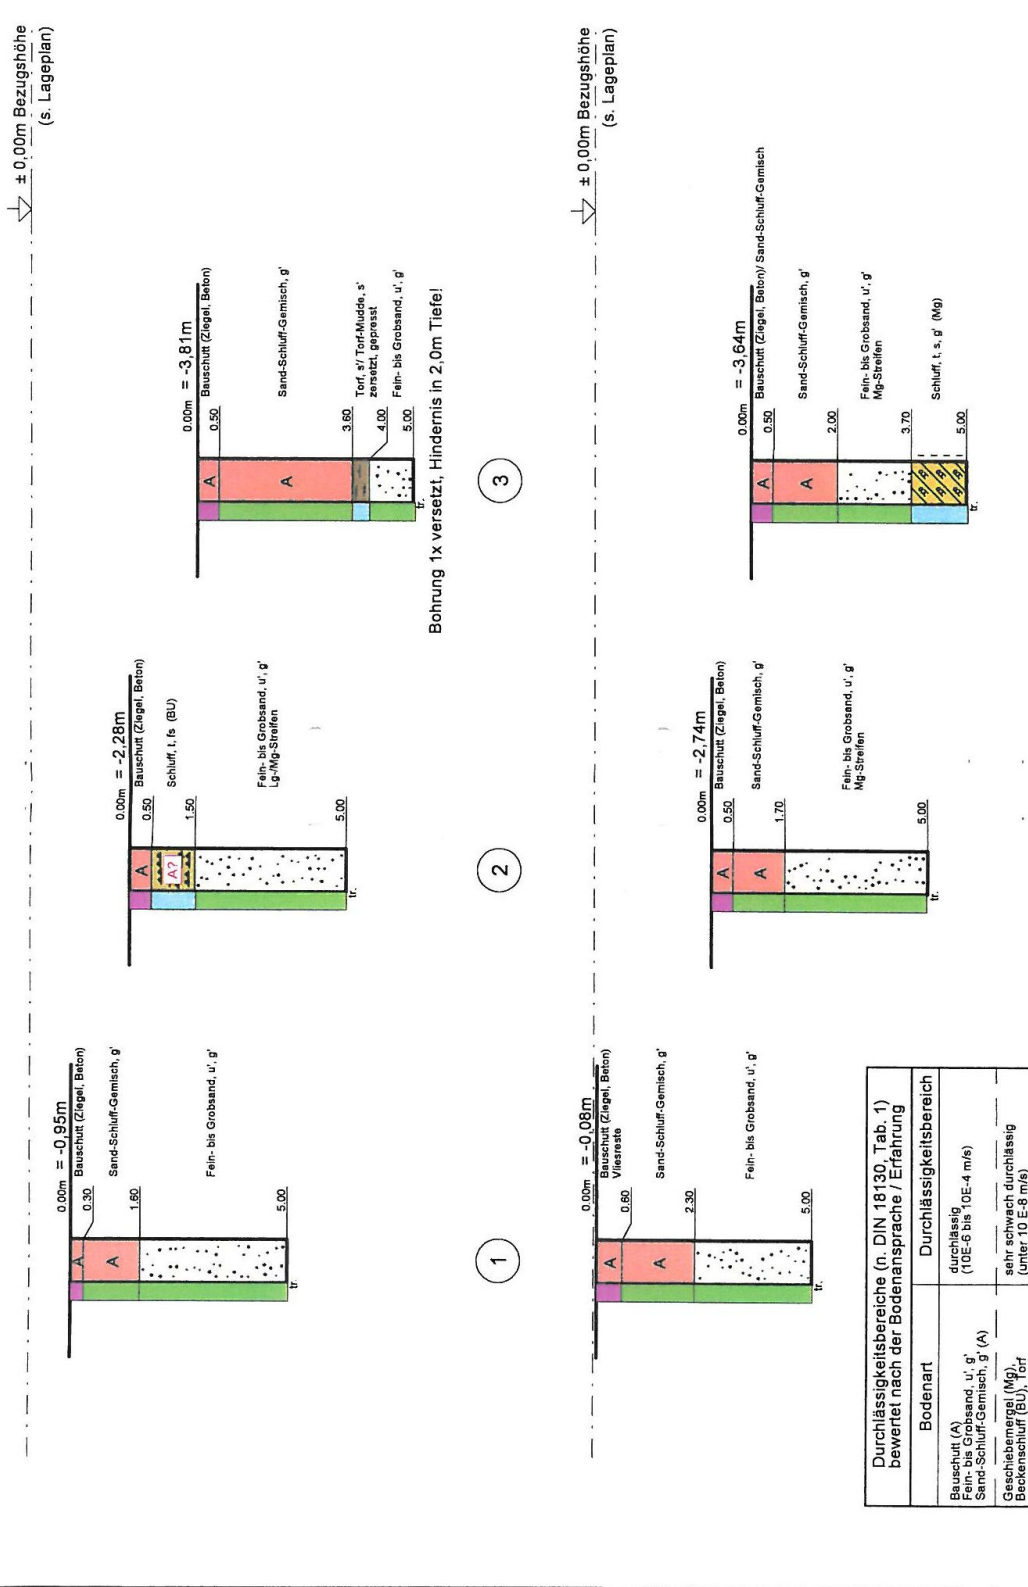 ± 0,00m Bezugshöhe
(s. Lageplan)
0.00m = -0,95m
Bauschutt (Ziegel, Beton)
0.30
Sand-Schluff-Gemisch, g'
1.60
Fein- bis Grobsand, u', g'
5.00
A
A
tr.
1
0.00m = -2,28m
Bauschutt (Ziegel, Beton)
0.50
Schluff, t, fs (BU)
1.50
Fein- bis Grobsand, u', g'
Lg-/Mg-Streifen
5.00
A
A?
tr.
2
0.00m = -3,81m
Bauschutt (Ziegel, Beton)
0.50
Sand-Schluff-Gemisch, g'
3.60
Torf, s'/ Torf-Mudde, s'
zersetzt, gepresst
4.00
Fein- bis Grobsand, u', g'
5.00
A
A
tr.
Bohrung 1x versetzt, Hindernis in 2,0m Tiefe!
3
± 0,00m Bezugshöhe
(s. Lageplan)
0.00m = -0,08m
Bauschutt (Ziegel, Beton)
Vliesreste
0.60
Sand-Schluff-Gemisch, g'
2.30
Fein- bis Grobsand, u', g'
5.00
A
A
tr.
0.00m = -2,74m
Bauschutt (Ziegel, Beton)
0.50
Sand-Schluff-Gemisch, g'
1.70
Fein- bis Grobsand, u', g'
Mg-Streifen
5.00
A
A
tr.
0.00m = -3,64m
Bauschutt (Ziegel, Beton)/ Sand-Schluff-Gemisch
0.50
Sand-Schluff-Gemisch, g'
2.00
Fein- bis Grobsand, u', g'
Mg-Streifen
3.70
Schluff, t, s, g' (Mg)
5.00
A
A
tr.
Durchlässigkeitsbereiche (n. DIN 18130, Tab. 1)
bewertet nach der Bodenansprache / Erfahrung
Bodenart
Durchlässigkeitsbereich
Bauschutt (A)
Fein- bis Grobsand, u', g'
Sand-Schluff-Gemisch, g' (A)
durchlässig
(10E-6 bis 10E-4 m/s)
Geschiebemergel (Mg),
Beckenschluff (BU), Torf
sehr schwach durchlässig
(unter 10 E-8 m/s)